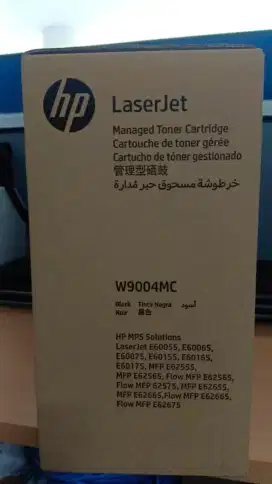 hp
LaserJet
Managed Toner Cartridge
Cartouche de toner gérée
Cartucho de tóner gestionado
管理型碳鼓
خرطوشة مسحوق حبر مُدارة
W9004MC
Black Tinta Negra أسود
Noir 黑色
HP MPS Solutions
LaserJet E60055, E60065,
E60075, E60155, E60165,
E60175, MFP E62555,
MFP E62565, Flow MFP E62565,
Flow MFP 62575, MFP E62655,
MFP E62665,Flow MFP E62665,
Flow MFP E62675